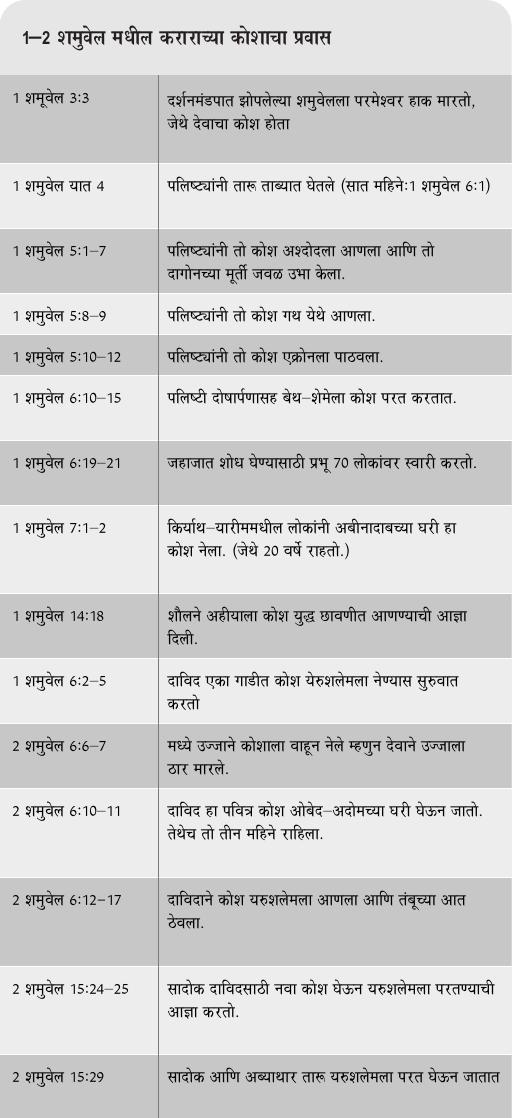 1–2 शमुवेल मधील कराराच्या कोशाचा प्रवास
1 शमूवेल 3:3
दर्शनमंडपात झोपलेल्या शमुवेलला परमेश्वर हाक मारतो,
जेथे देवाचा कोश होता
1 शमुवेल यात 4
पलिष्ट्यांनी तारू ताब्यात घेतले (सात महिने:1 शमुवेल 6:1)
1 शमुवेल 5:1–7
पलिष्ट्यांनी तो कोश अश्दोदला आणला आणि तो
दागोनच्या मूर्ती जवळ उभा केला.
1 शमुवेल 5:8–9
पलिष्ट्यांनी तो कोश गथ येथे आणला.
1 शमुवेल 5:10–12
पलिष्ट्यांनी तो कोश एक्रोनला पाठवला.
1 शमुवेल 6:10–15
पलिष्टी दोषार्पणासह बेथ–शेमेला कोश परत करतात.
1 शमुवेल 6:19–21
जहाजात शोध घेण्यासाठी प्रभू 70 लोकांवर स्वारी करतो.
1 शमुवेल 7:1–2
किर्याथ–यारीममधील लोकांनी अबीनादाबच्या घरी हा
कोश नेला. (जेथे 20 वर्षे राहतो.)
1 शमुवेल 14:18
शौलने अहीयाला कोश युद्ध छावणीत आणण्याची आज्ञा
दिली.
1 शमुवेल 6:2–5
दाविद एका गाडीत कोश येरुशलेमला नेण्यास सुरुवात
करतो
2 शमुवेल 6:6–7
मध्ये उज्जाने कोशाला वाहून नेले म्हणुन देवाने उज्जाला
ठार मारले.
2 शमुवेल 6:10–11
दाविद हा पवित्र कोश ओबेद–अदोमच्या घरी घेऊन जातो.
तेथेच तो तीन महिने राहिला.
2 शमुवेल 6:12–17
दाविदाने कोश यरुशलेमला आणला आणि तंबूच्या आत
ठेवला.
2 शमुवेल 15:24–25
सादोक दाविदसाठी नवा कोश घेऊन यरुशलेमला परतण्याची
आज्ञा करतो.
2 शमुवेल 15:29
सादोक आणि अब्याथार तारू यरुशलेमला परत घेऊन जातात